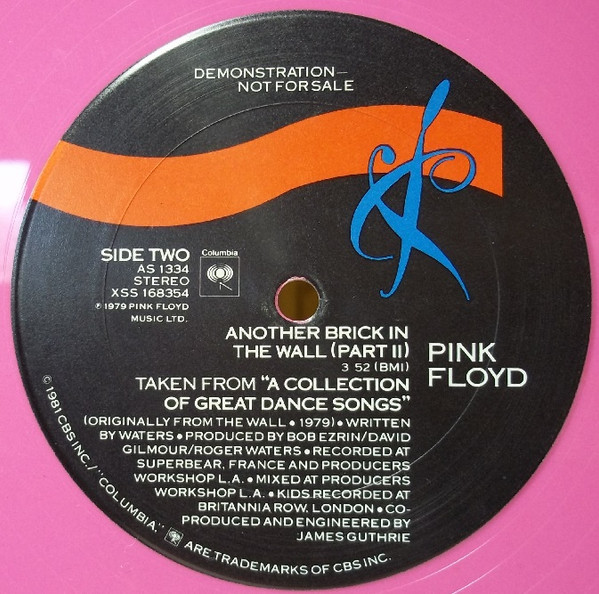 DEMONSTRATION—
NOT FOR SALE
SIDE TWO
AS 1334
STEREO
XSS 168354
℗ 1979 PINK FLOYD
MUSIC LTD.
Columbia
ANOTHER BRICK IN
THE WALL (PART II)
3 52 (BMI)
TAKEN FROM "A COLLECTION
OF GREAT DANCE SONGS"
PINK
FLOYD
(ORIGINALLY FROM THE WALL • 1979) • WRITTEN
BY WATERS • PRODUCED BY BOB EZRIN/DAVID
GILMOUR/ROGER WATERS • RECORDED AT
SUPERBEAR, FRANCE AND PRODUCERS
WORKSHOP L.A. • MIXED AT PRODUCERS
WORKSHOP L.A. • KIDS RECORDED AT
BRITANNIA ROW, LONDON • CO-
PRODUCED AND ENGINEERED BY
JAMES GUTHRIE
© 1981 CBS INC./"COLUMBIA," ARE TRADEMARKS OF CBS INC.